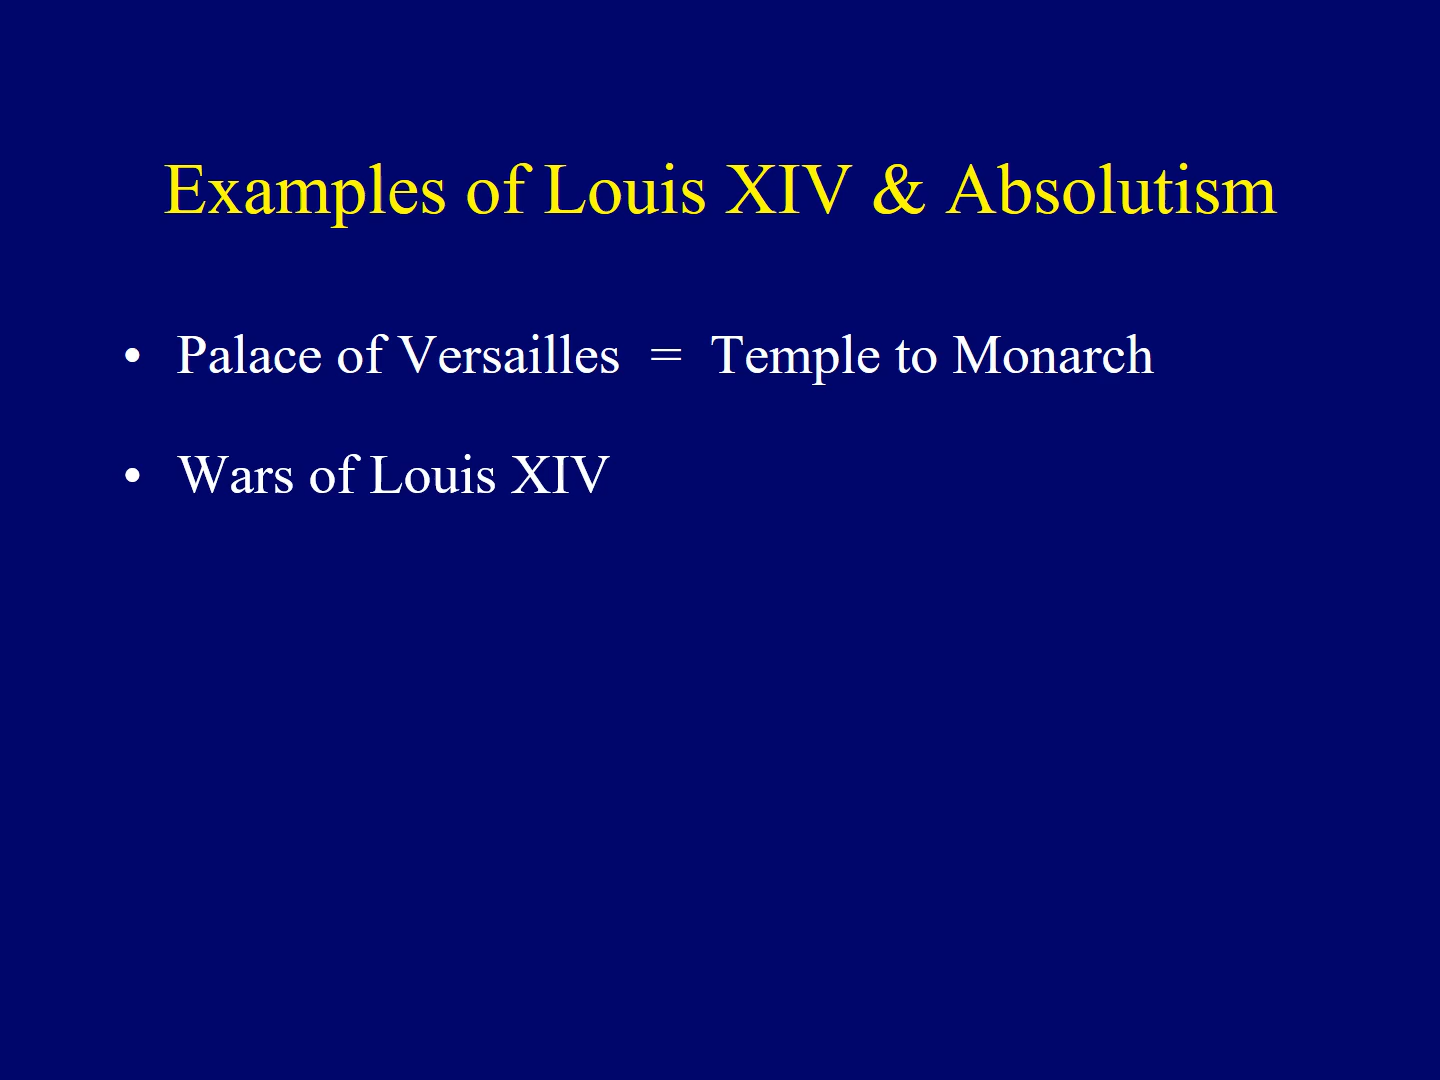 Examples of Louis XIV & Absolutism
• Palace of Versailles = Temple to Monarch
• Wars of Louis XIV